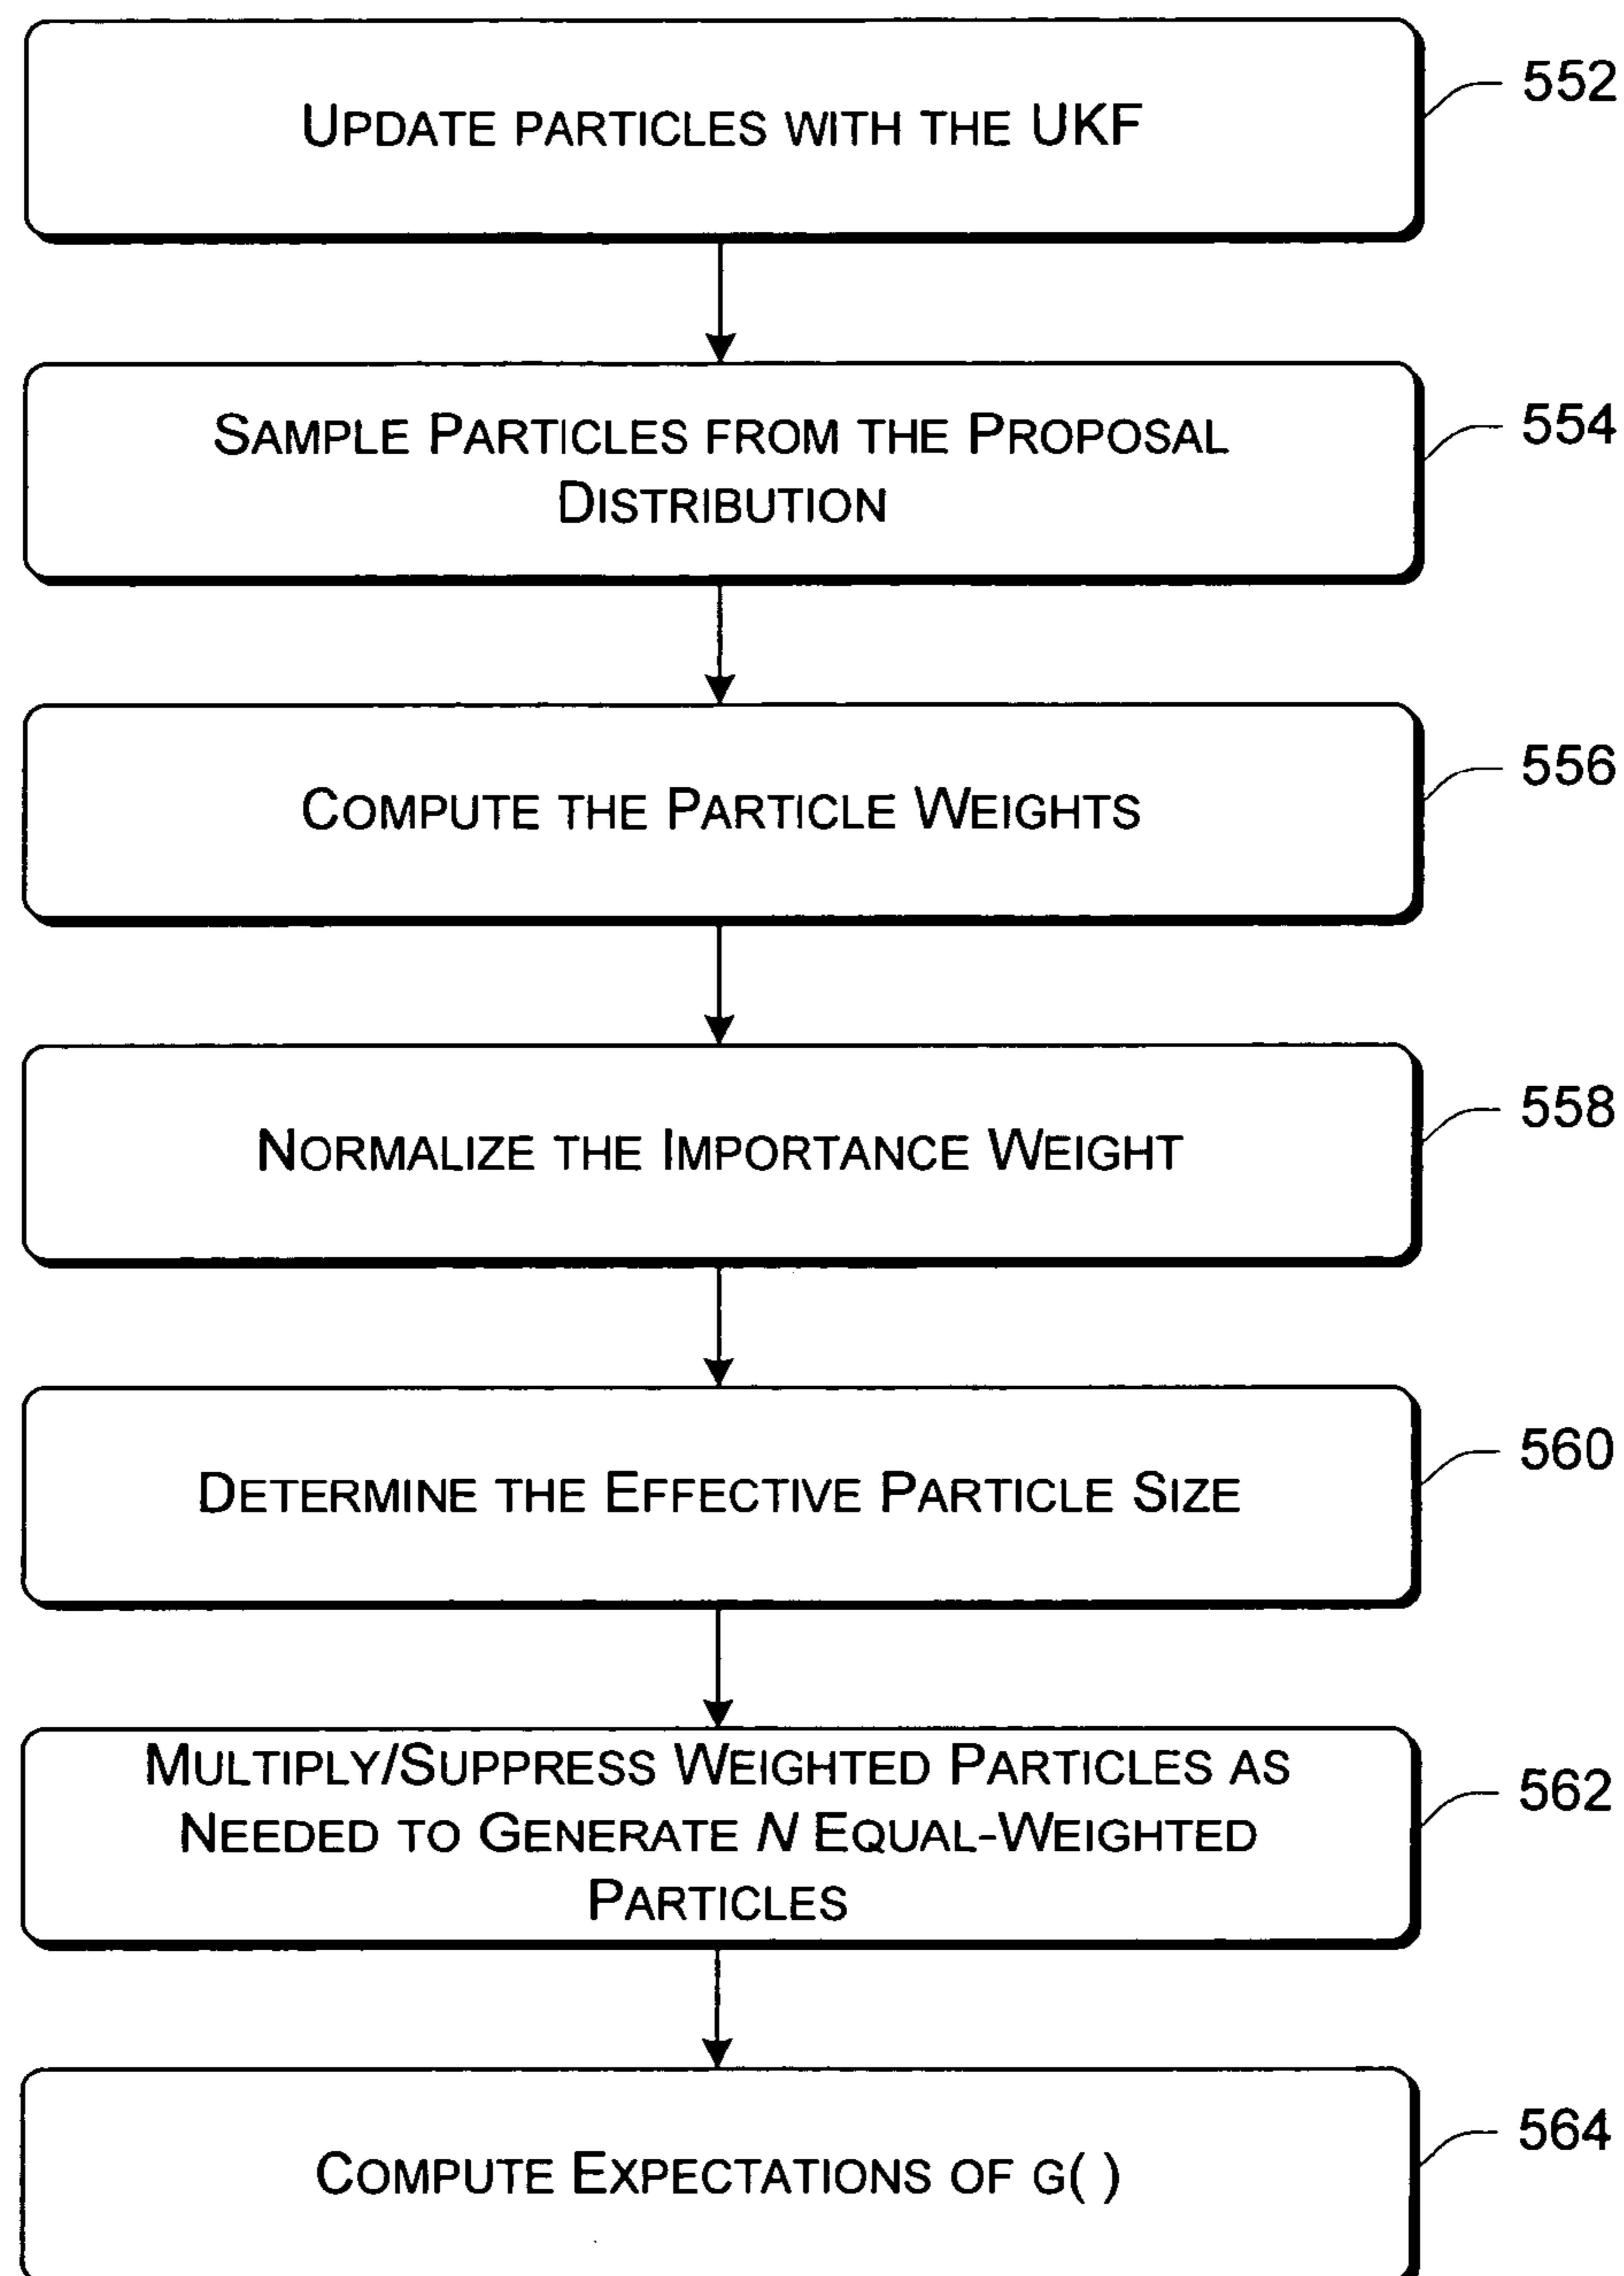 UPDATE PARTICLES WITH THE UKF
552
SAMPLE PARTICLES FROM THE PROPOSAL
DISTRIBUTION
554
COMPUTE THE PARTICLE WEIGHTS
556
NORMALIZE THE IMPORTANCE WEIGHT
558
DETERMINE THE EFFECTIVE PARTICLE SIZE
560
MULTIPLY/SUPPRESS WEIGHTED PARTICLES AS
NEEDED TO GENERATE N EQUAL-WEIGHTED
PARTICLES
562
COMPUTE EXPECTATIONS OF G( )
564